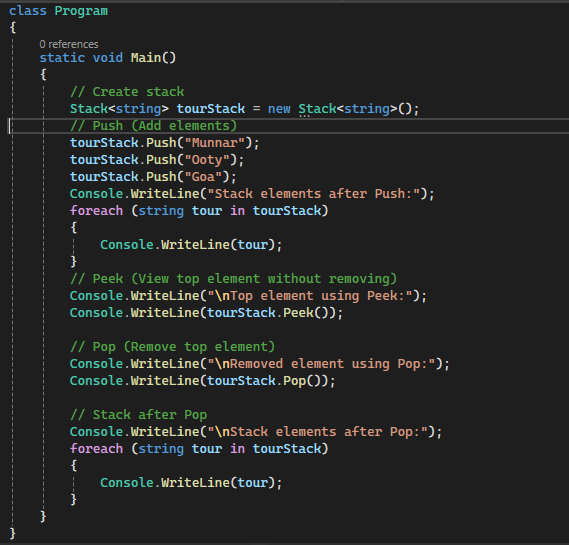 class Program
{
0 references
static void Main()
{
// Create stack
Stack<string> tourStack = new Stack<string>();
// Push (Add elements)
tourStack.Push("Munnar");
tourStack.Push("Ooty");
tourStack.Push("Goa");
Console.WriteLine("Stack elements after Push:");
foreach (string tour in tourStack)
{
Console.WriteLine(tour);
}
// Peek (View top element without removing)
Console.WriteLine("\nTop element using Peek:");
Console.WriteLine(tourStack.Peek());
// Pop (Remove top element)
Console.WriteLine("\nRemoved element using Pop:");
Console.WriteLine(tourStack.Pop());
// Stack after Pop
Console.WriteLine("\nStack elements after Pop:");
foreach (string tour in tourStack)
{
Console.WriteLine(tour);
}
}
}